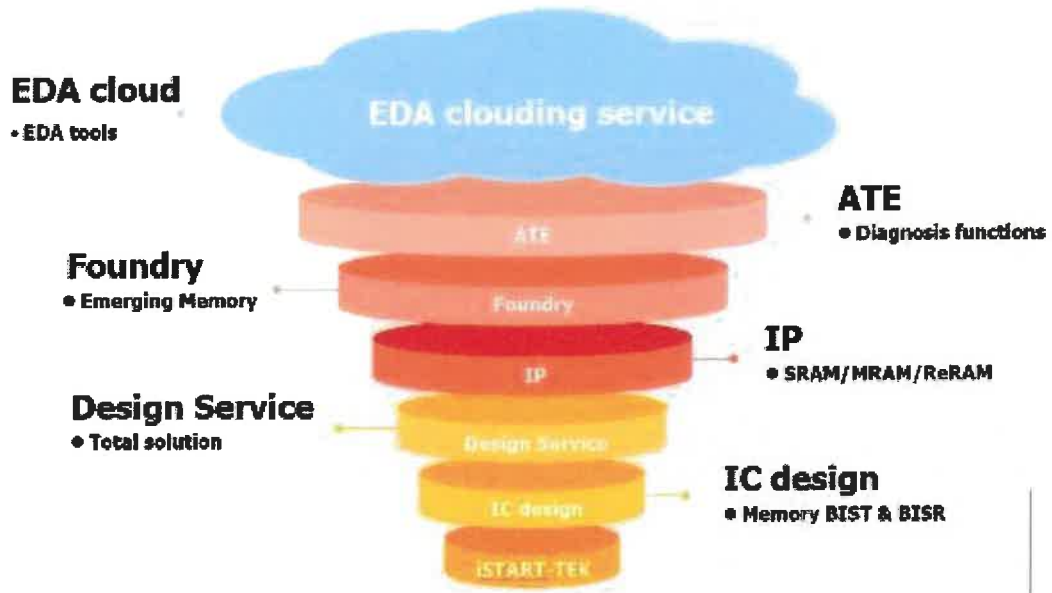 EDA cloud
• EDA tools
EDA clouding service
ATE
ATE
● Diagnosis functions
Foundry
● Emerging Memory
Foundry
IP
IP
● SRAM/MRAM/ReRAM
Design Service
● Total solution
Design Service
IC design
● Memory BIST & BISR
IC design
iSTART-TEK